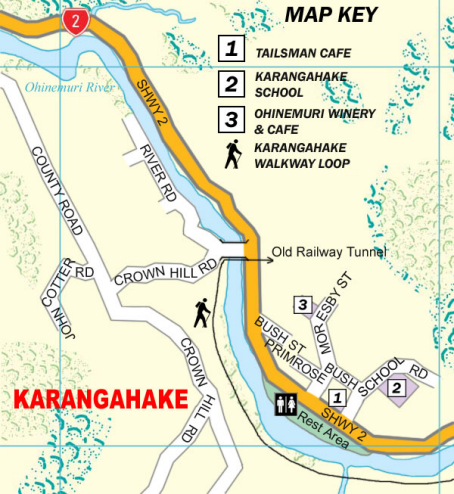 MAP KEY
2
1 TAILSMAN CAFE
2 KARANGAHAKE
SCHOOL
3 OHINEMURI WINERY
& CAFE
KARANGAHAKE
WALKWAY LOOP
Ohinemuri River
SHWY 2
COUNTY ROAD
RIVER RD
Old Railway Tunnel
CROWN HILL RD
JOHN COTTER RD
3
MORESBY ST
BUSH ST
PRIMROSE
BUSH
SCHOOL RD
2
1
CROWN HILL RD
KARANGAHAKE
SHWY 2
Rest Area